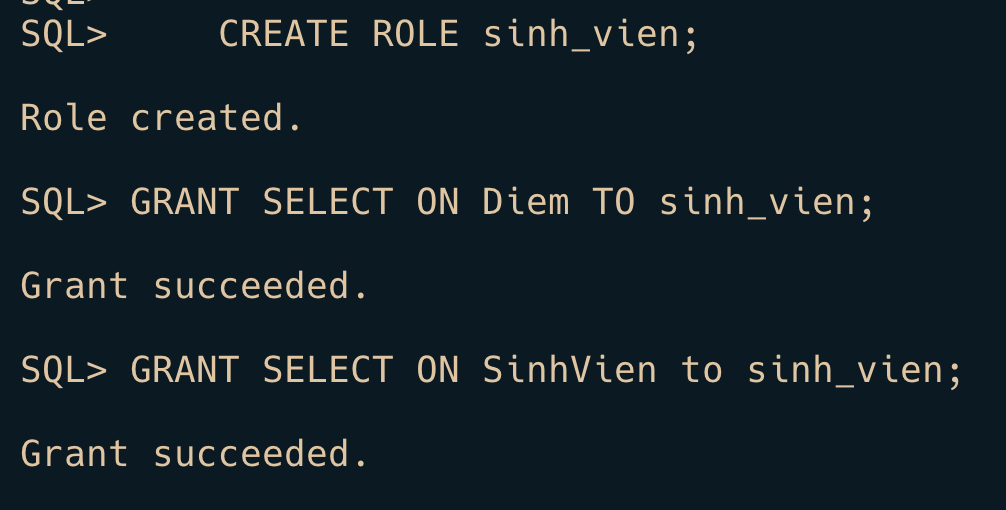 SQL>
SQL>     CREATE ROLE sinh_vien;
Role created.
SQL> GRANT SELECT ON Diem TO sinh_vien;
Grant succeeded.
SQL> GRANT SELECT ON SinhVien to sinh_vien;
Grant succeeded.